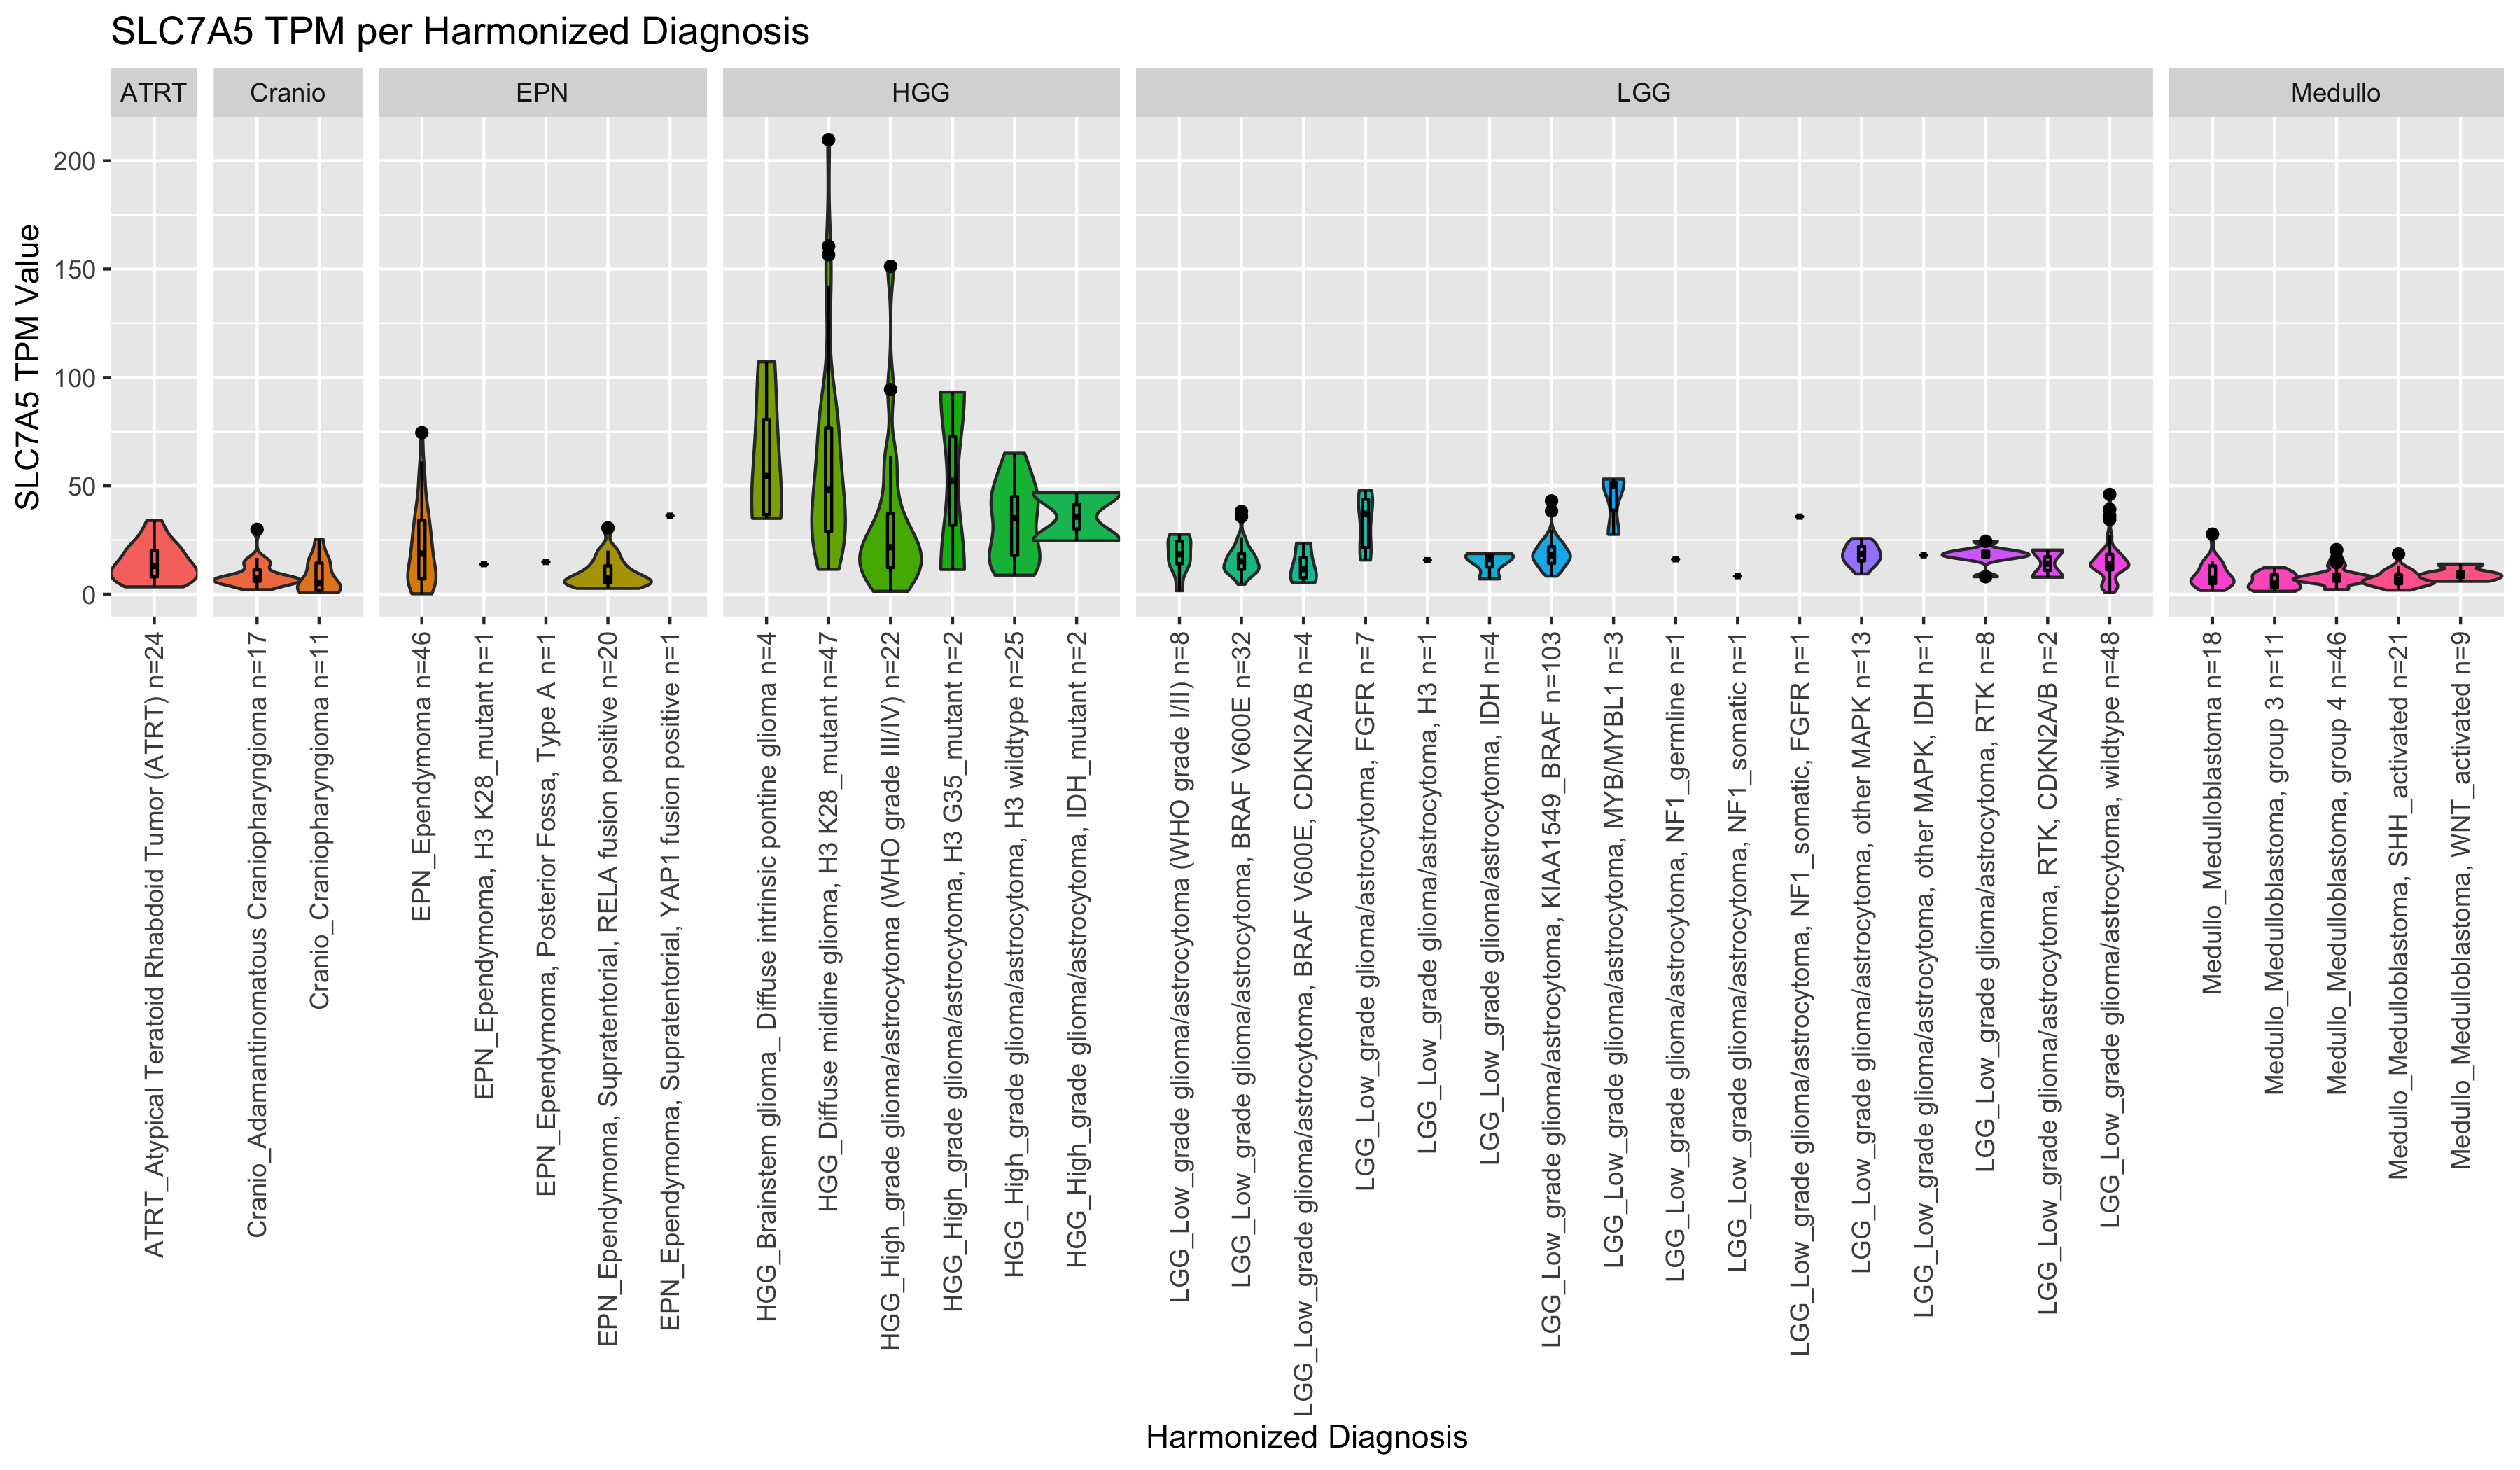 SLC7A5 TPM per Harmonized Diagnosis
ATRT
Cranio
EPN
HGG
LGG
Medullo
SLC7A5 TPM Value
200
150
100
50
0
ATRT_Atypical Teratoid Rhabdoid Tumor (ATRT) n=24
Cranio_Adamantinomatous Craniopharyngioma n=17
Cranio_Craniopharyngioma n=11
EPN_Ependymoma n=46
EPN_Ependymoma, H3 K28_mutant n=1
EPN_Ependymoma, Posterior Fossa, Type A n=1
EPN_Ependymoma, Supratentorial, RELA fusion positive n=20
EPN_Ependymoma, Supratentorial, YAP1 fusion positive n=1
HGG_Brainstem glioma_ Diffuse intrinsic pontine glioma n=4
HGG_Diffuse midline glioma, H3 K28_mutant n=47
HGG_High_grade glioma/astrocytoma (WHO grade III/IV) n=22
HGG_High_grade glioma/astrocytoma, H3 G35_mutant n=2
HGG_High_grade glioma/astrocytoma, H3 wildtype n=25
HGG_High_grade glioma/astrocytoma, IDH_mutant n=2
LGG_Low_grade glioma/astrocytoma (WHO grade I/II) n=8
LGG_Low_grade glioma/astrocytoma, BRAF V600E n=32
LGG_Low_grade glioma/astrocytoma, BRAF V600E, CDKN2A/B n=4
LGG_Low_grade glioma/astrocytoma, FGFR n=7
LGG_Low_grade glioma/astrocytoma, H3 n=1
LGG_Low_grade glioma/astrocytoma, IDH n=4
LGG_Low_grade glioma/astrocytoma, KIAA1549_BRAF n=103
LGG_Low_grade glioma/astrocytoma, MYB/MYBL1 n=3
LGG_Low_grade glioma/astrocytoma, NF1_germline n=1
LGG_Low_grade glioma/astrocytoma, NF1_somatic n=1
LGG_Low_grade glioma/astrocytoma, NF1_somatic, FGFR n=1
LGG_Low_grade glioma/astrocytoma, other MAPK n=13
LGG_Low_grade glioma/astrocytoma, other MAPK, IDH n=1
LGG_Low_grade glioma/astrocytoma, RTK n=8
LGG_Low_grade glioma/astrocytoma, RTK, CDKN2A/B n=2
LGG_Low_grade glioma/astrocytoma, wildtype n=48
Medullo_Medulloblastoma n=18
Medullo_Medulloblastoma, group 3 n=11
Medullo_Medulloblastoma, group 4 n=46
Medullo_Medulloblastoma, SHH_activated n=21
Medullo_Medulloblastoma, WNT_activated n=9
Harmonized Diagnosis